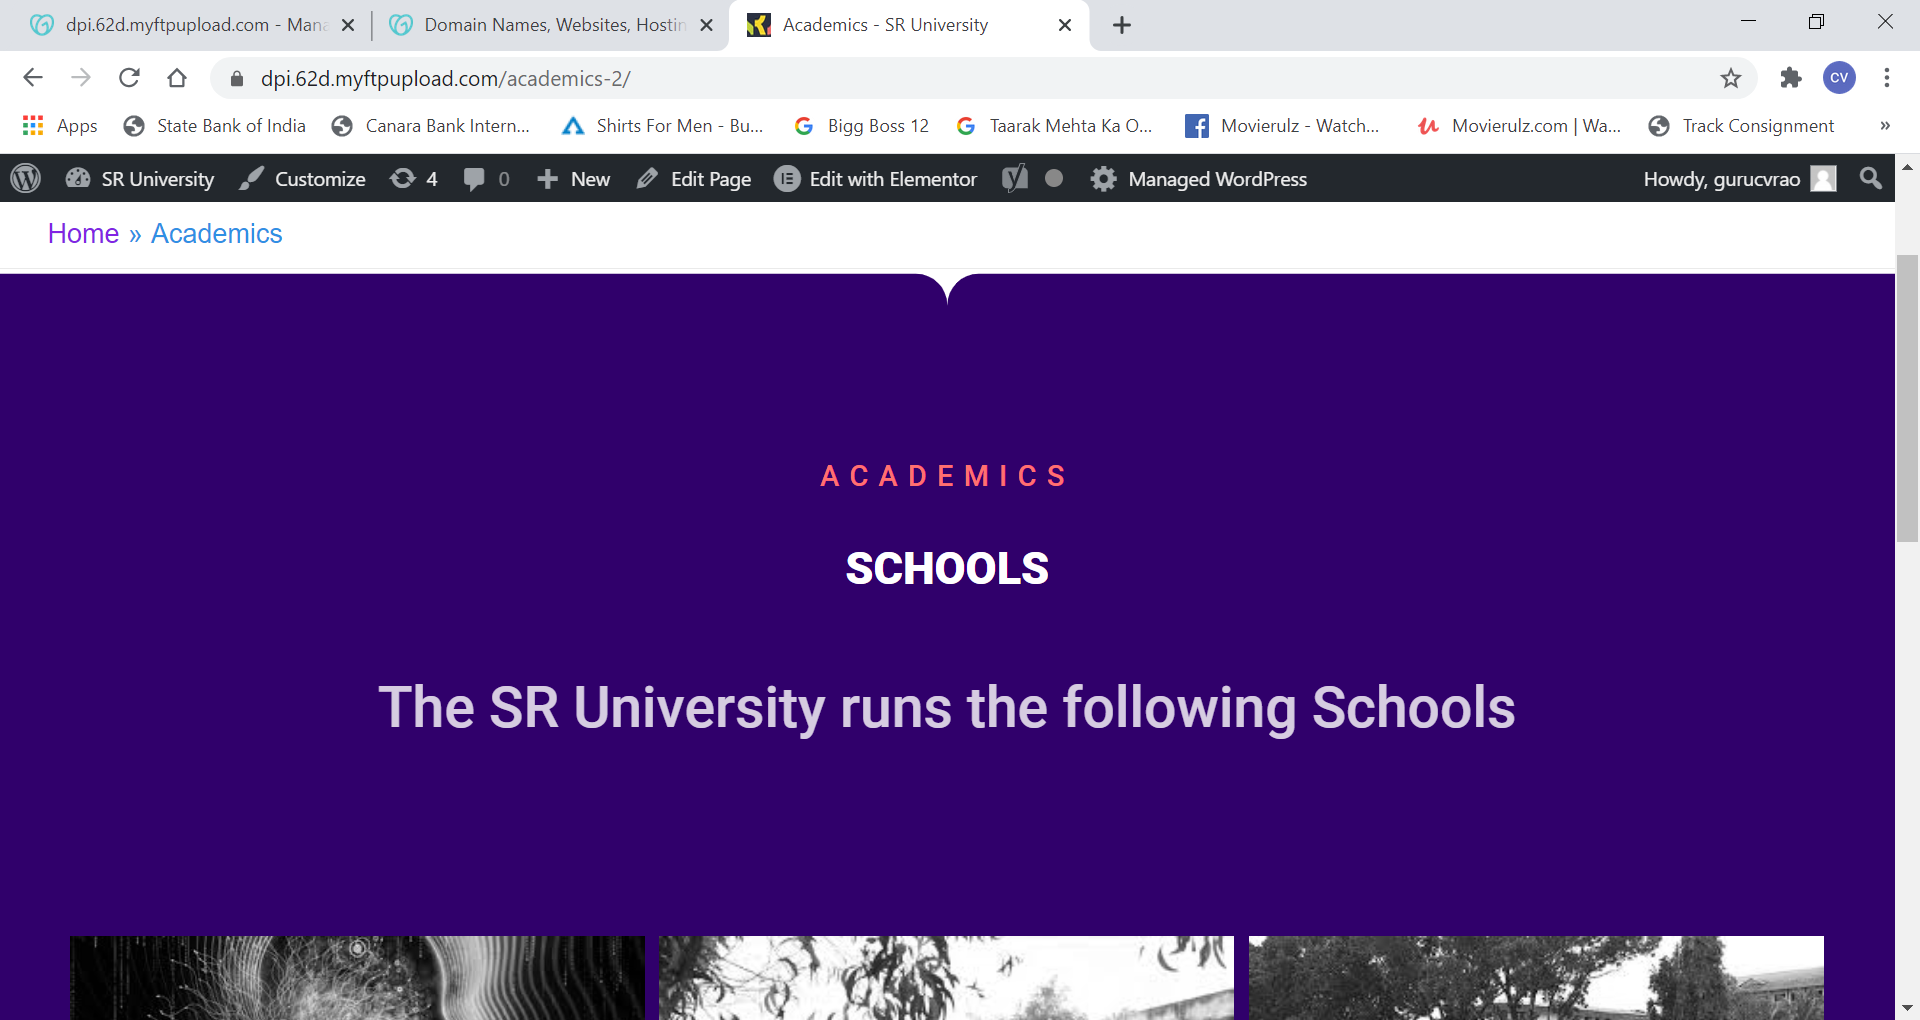 dpi.62d.myftpupload.com - Mana
Domain Names, Websites, Hostin
Academics - SR University
dpi.62d.myftpupload.com/academics-2/
CV
Apps
State Bank of India
Canara Bank Intern...
Shirts For Men - Bu...
Bigg Boss 12
Taarak Mehta Ka O...
Movierulz - Watch...
Movierulz.com | Wa...
Track Consignment
»
SR University
Customize
4
0
New
Edit Page
Edit with Elementor
Managed WordPress
Howdy, gurucvrao
Home » Academics
ACADEMICS
SCHOOLS
The SR University runs the following Schools